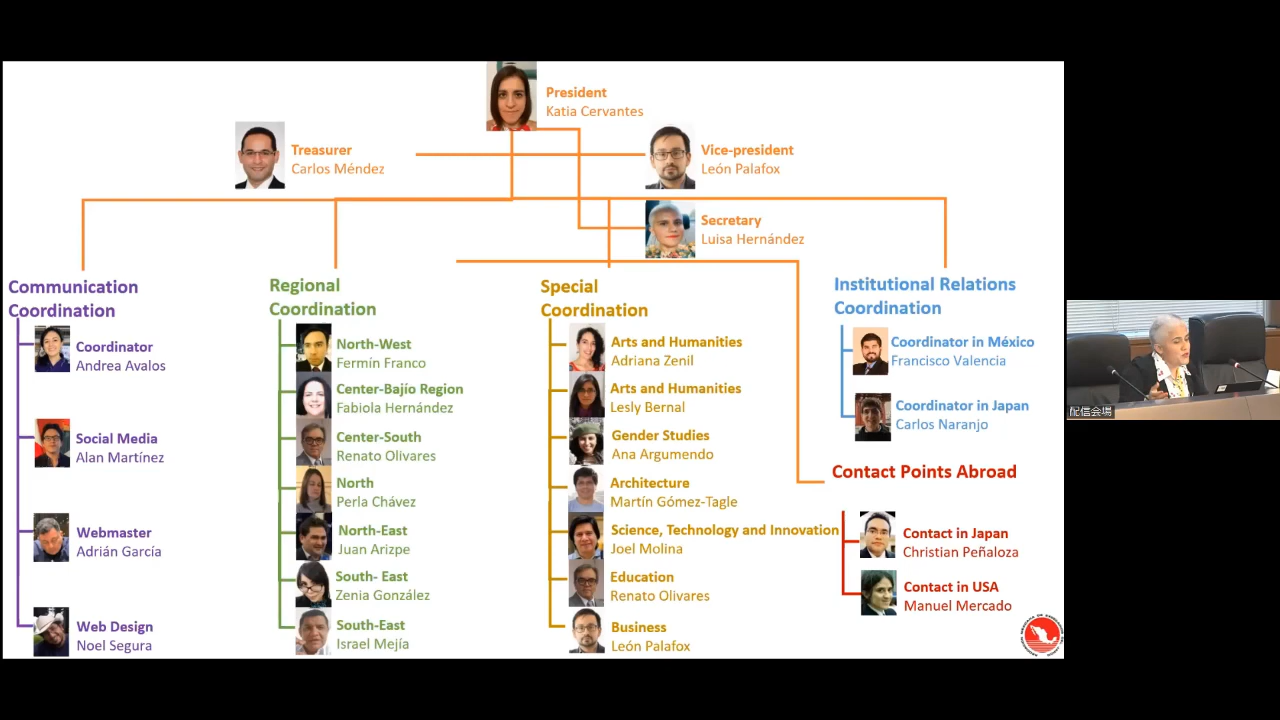 President
Katia Cervantes
Treasurer
Carlos Méndez
Vice-president
León Palafox
Secretary
Luisa Hernández
Communication
Coordination
Coordinator
Andrea Avalos
Social Media
Alan Martínez
Webmaster
Adrián García
Web Design
Noel Segura
Regional
Coordination
North-West
Fermín Franco
Center-Bajío Region
Fabiola Hernández
Center-South
Renato Olivares
North
Perla Chávez
North-East
Juan Arizpe
South- East
Zenia González
South-East
Israel Mejía
Special
Coordination
Arts and Humanities
Adriana Zenil
Arts and Humanities
Lesly Bernal
Gender Studies
Ana Argumendo
Architecture
Martín Gómez-Tagle
Science, Technology and Innovation
Joel Molina
Education
Renato Olivares
Business
León Palafox
Institutional Relations
Coordination
Coordinator in México
Francisco Valencia
Coordinator in Japan
Carlos Naranjo
Contact Points Abroad
Contact in Japan
Christian Peñaloza
Contact in USA
Manuel Mercado
配信会場